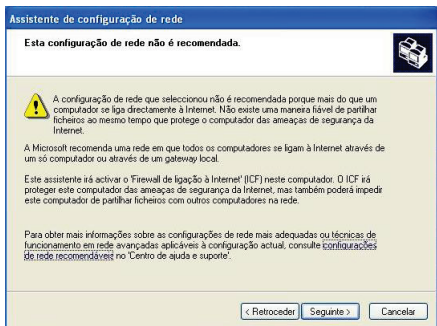 Assistente de configuração de rede
Esta configuração de rede não é recomendada.
A configuração de rede que seleccionou não é recomendada porque mais do que um
computador se liga directamente à Internet. Não existe uma maneira fiável de partilhar
ficheiros ao mesmo tempo que protege o computador das ameaças de segurança da
Internet.
A Microsoft recomenda uma rede em que todos os computadores se ligam à Internet através de
um só computador ou através de um gateway local.
Este assistente irá activar o 'Firewall de ligação à Internet' (ICF) neste computador. O ICF irá
proteger este computador das ameaças de segurança da Internet, mas também poderá impedir
este computador de partilhar ficheiros com outros computadores na rede.
Para obter mais informações sobre as configurações de rede mais adequadas ou técnicas de
funcionamento em rede avançadas aplicáveis à configuração actual, consulte configurações
de rede recomendáveis no 'Centro de ajuda e suporte'.
< Retroceder Seguinte > Cancelar